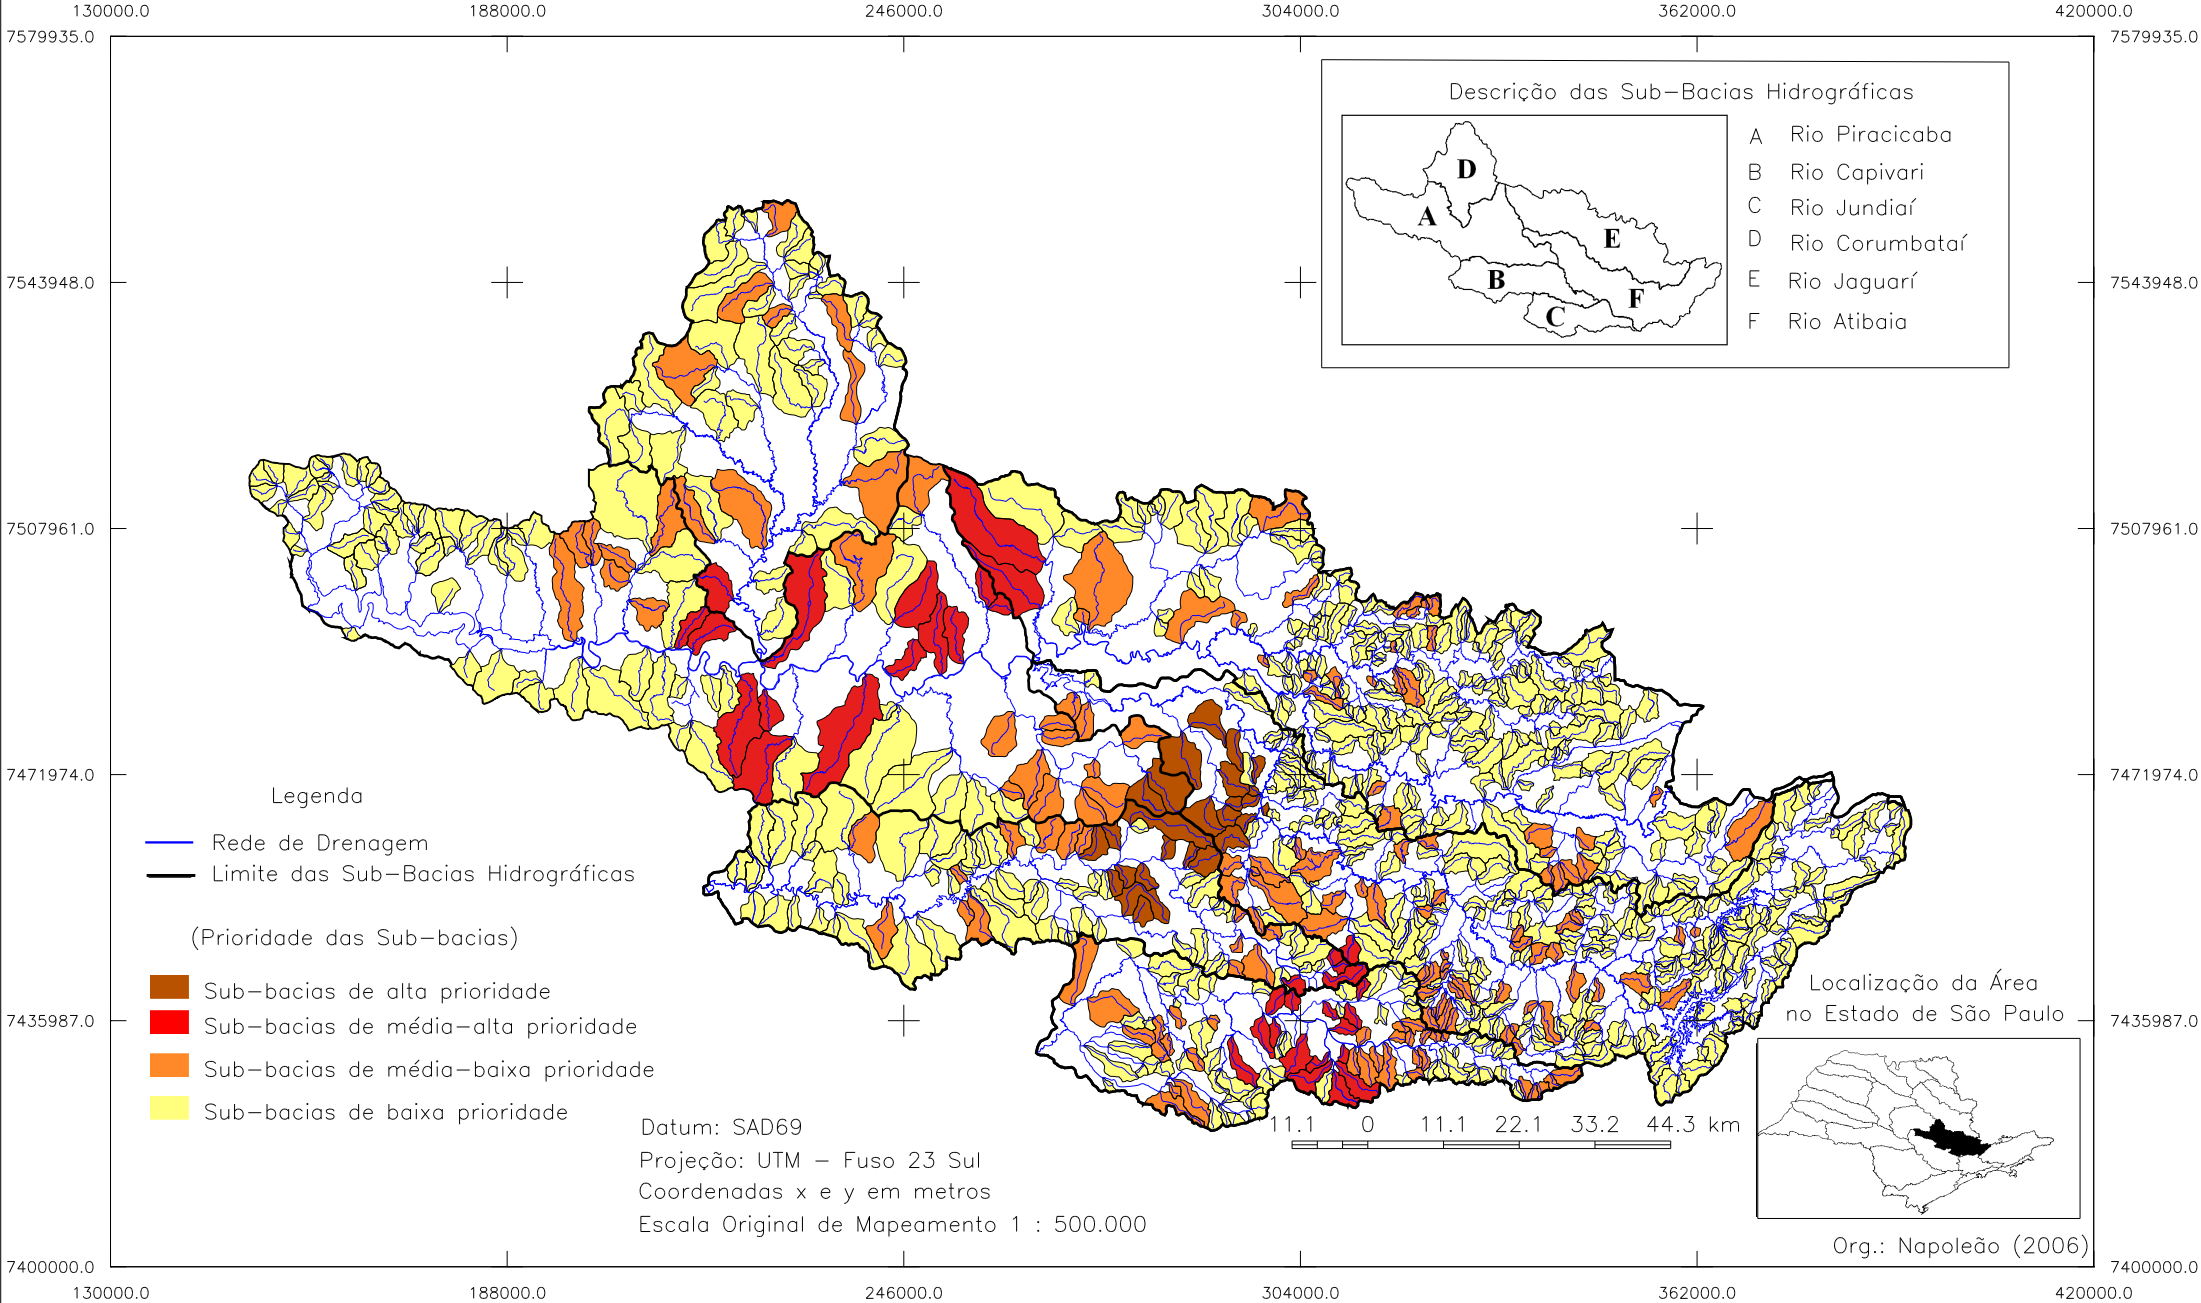 130000.0 188000.0 246000.0 304000.0 362000.0 420000.0
7579935.0 7579935.0
Descrição das Sub-Bacias Hidrográficas
A Rio Piracicaba
B Rio Capivari
C Rio Jundiaí
D Rio Corumbataí
E Rio Jaguarí
F Rio Atibaia
D
A
E
B
F
C
7543948.0 7543948.0
7507961.0 7507961.0
7471974.0 7471974.0
Legenda
Rede de Drenagem
Limite das Sub-Bacias Hidrográficas
(Prioridade das Sub-bacias)
Sub-bacias de alta prioridade
Sub-bacias de média-alta prioridade
Sub-bacias de média-baixa prioridade
Sub-bacias de baixa prioridade
7435987.0 7435987.0
Localização da Área
no Estado de São Paulo
11.1 0 11.1 22.1 33.2 44.3 km
Datum: SAD69
Projeção: UTM - Fuso 23 Sul
Coordenadas x e y em metros
Escala Original de Mapeamento 1 : 500.000
Org.: Napoleão (2006)
7400000.0 7400000.0
130000.0 188000.0 246000.0 304000.0 362000.0 420000.0